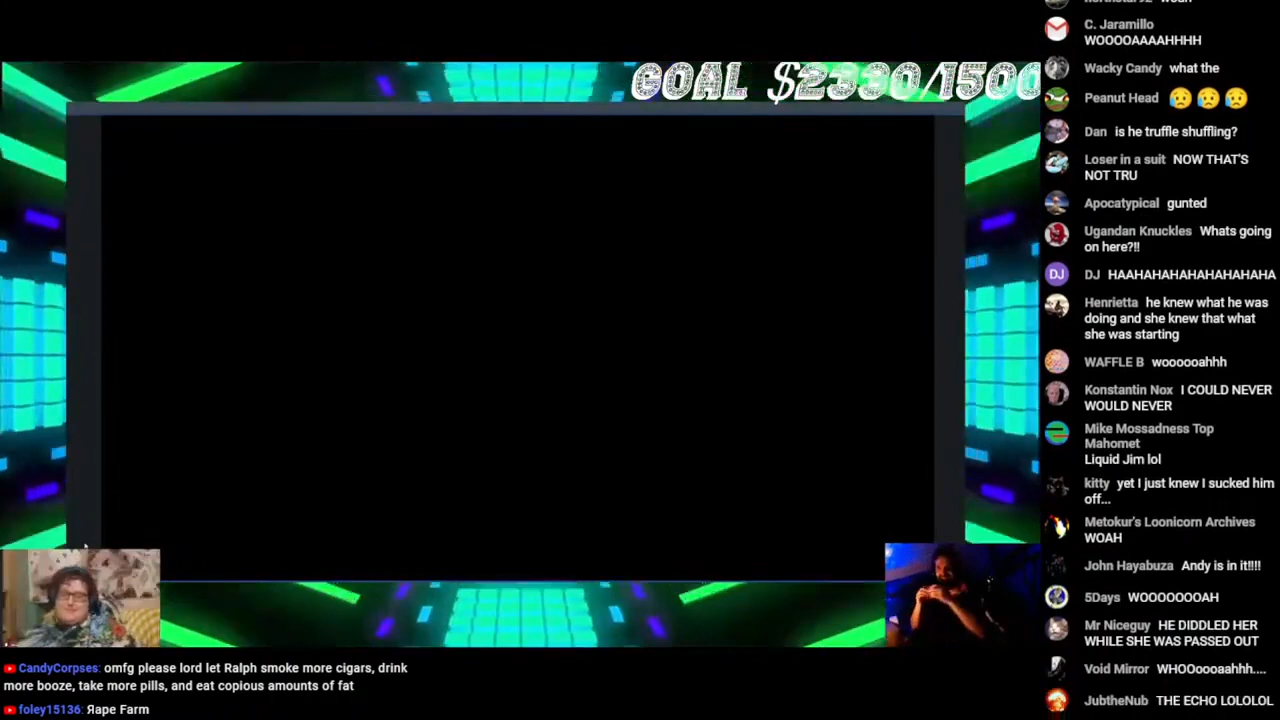 WOOOOAAAAHHHH
GOAL $2330/1500
C. Jaramillo
Wacky Candy what the
Peanut Head 😥 😥 😥
Dan is he truffle shuffling?
Loser in a suit NOW THAT'S
NOT TRU
Apocatypical gunted
Ugandan Knuckles Whats going
on here?!!
DJ DJ HAAHAHAHAHAHAHAHA
Henrietta he knew what he was
doing and she knew that what
she was starting
WAFFLE B woooooahhh
Konstantin Nox I COULD NEVER
WOULD NEVER
Mike Mossadness Top
Mahomet
Liquid Jim lol
kitty yet I just knew I sucked him
off...
Metokur's Loonicorn Archives
WOAH
John Hayabuza Andy is in it!!!!
5Days WOOOOOOOAH
Mr Niceguy HE DIDDLED HER
WHILE SHE WAS PASSED OUT
Void Mirror WHOOoooaahhh....
JubtheNub THE ECHO LOLOLOL
CandyCorpses: omfg please lord let Ralph smoke more cigars, drink
more booze, take more pills, and eat copious amounts of fat
foley15136: Яape Farm